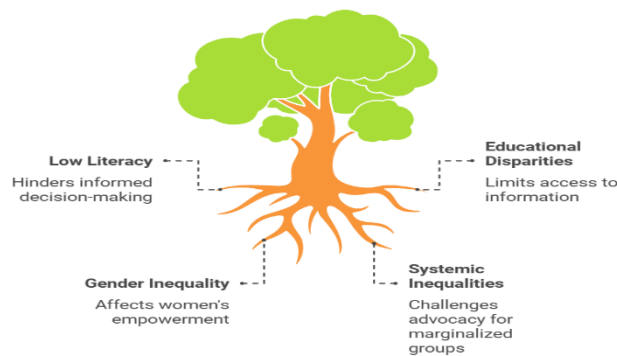 Low Literacy
Hinders informed
decision-making
Educational
Disparities
Limits access to
information
Gender Inequality
Affects women's
empowerment
Systemic
Inequalities
Challenges
advocacy for
marginalized
groups